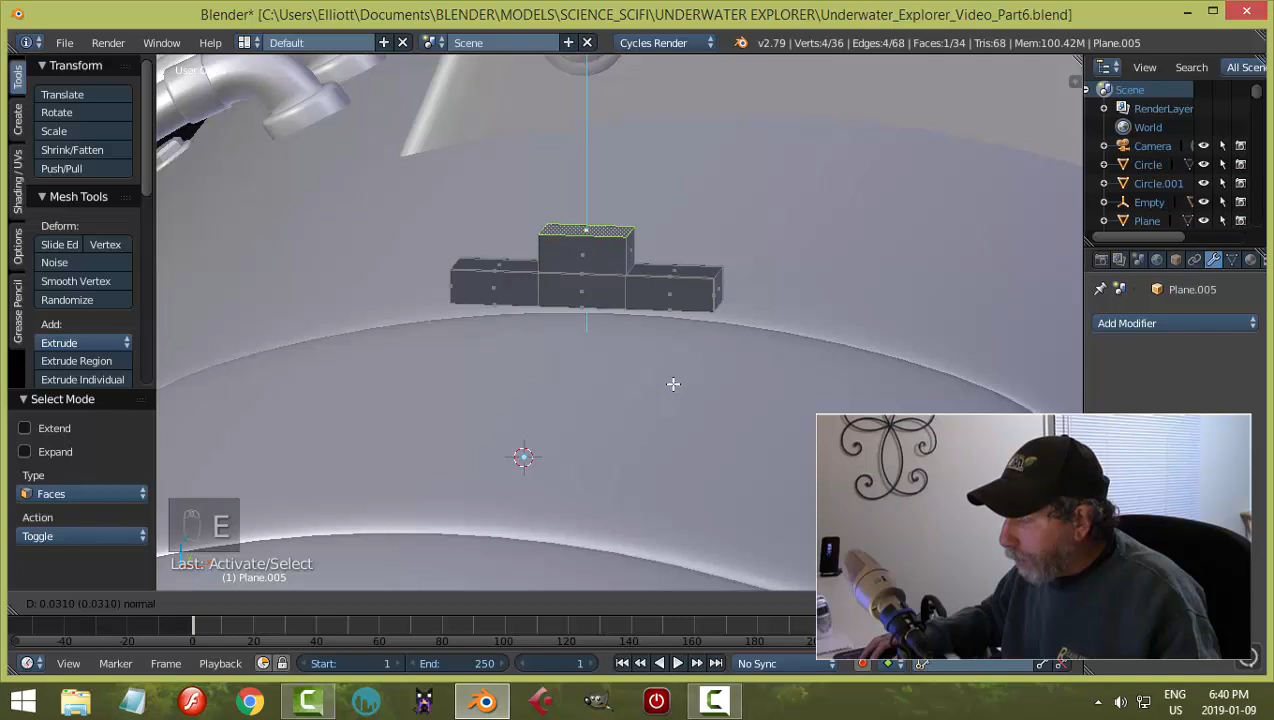 Blender* [C:\Users\Elliott\Documents\BLENDER\MODELS\SCIENCE_SCIFI\UNDERWATER EXPLORER\Underwater_Explorer_Video_Part6.blend]
File Render Window Help Default Scene Cycles Render v2.79 | Verts:4/36 | Edges:4/68 | Faces:1/34 | Tris:68 | Mem:100.42M | Plane.005
Tools
Create
Shading / UVs
Options
Grease Pencil
Transform
Translate
Rotate
Scale
Shrink/Fatten
Push/Pull
Mesh Tools
Deform:
Slide Ed Vertex
Noise
Smooth Vertex
Randomize
Add:
Extrude
Extrude Region
Extrude Individual
Select Mode
Extend
Expand
Type
Faces
Action
Toggle
E
Last: Activate/Select
(1) Plane.005
D: 0.0310 (0.0310) normal
View Search All Scen
Scene
RenderLayer
World
Camera
Circle
Circle.001
Empty
Plane
Plane.005
Add Modifier
-40 -20 0 20 40 60 80 100 120 140 160 180
View Marker Frame Playback Start: 1 End: 250 1 No Sync
ENG
US
6:40 PM
2019-01-09